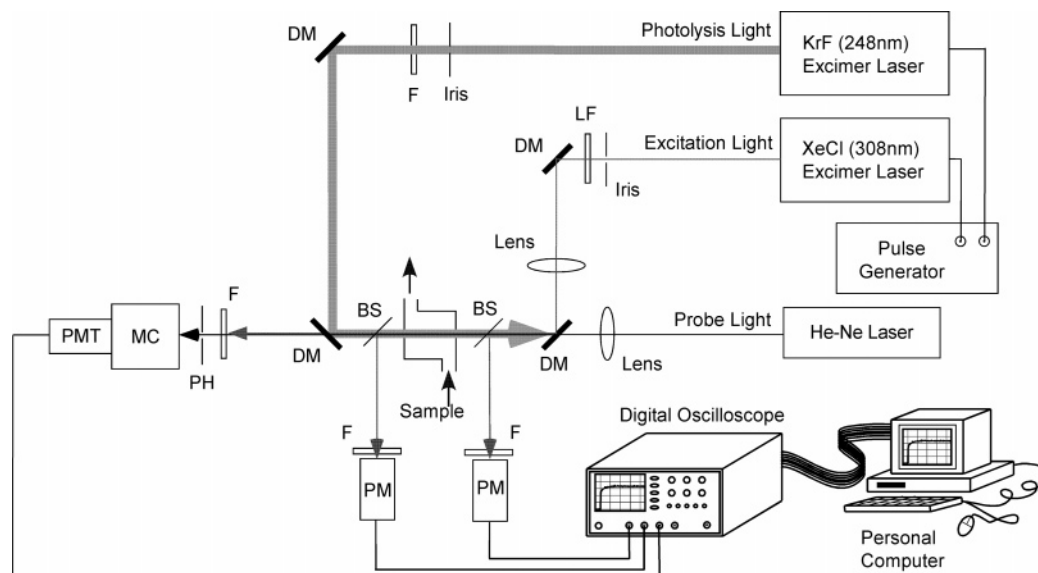 DM
Photolysis Light
KrF (248nm)
Excimer Laser
F
Iris
LF
DM
Excitation Light
XeCl (308nm)
Excimer Laser
Iris
Lens
Pulse
Generator
F
BS
BS
Probe Light
He-Ne Laser
PMT
MC
DM
DM
Lens
PH
Sample
F
F
Digital Oscilloscope
PM
PM
Personal
Computer